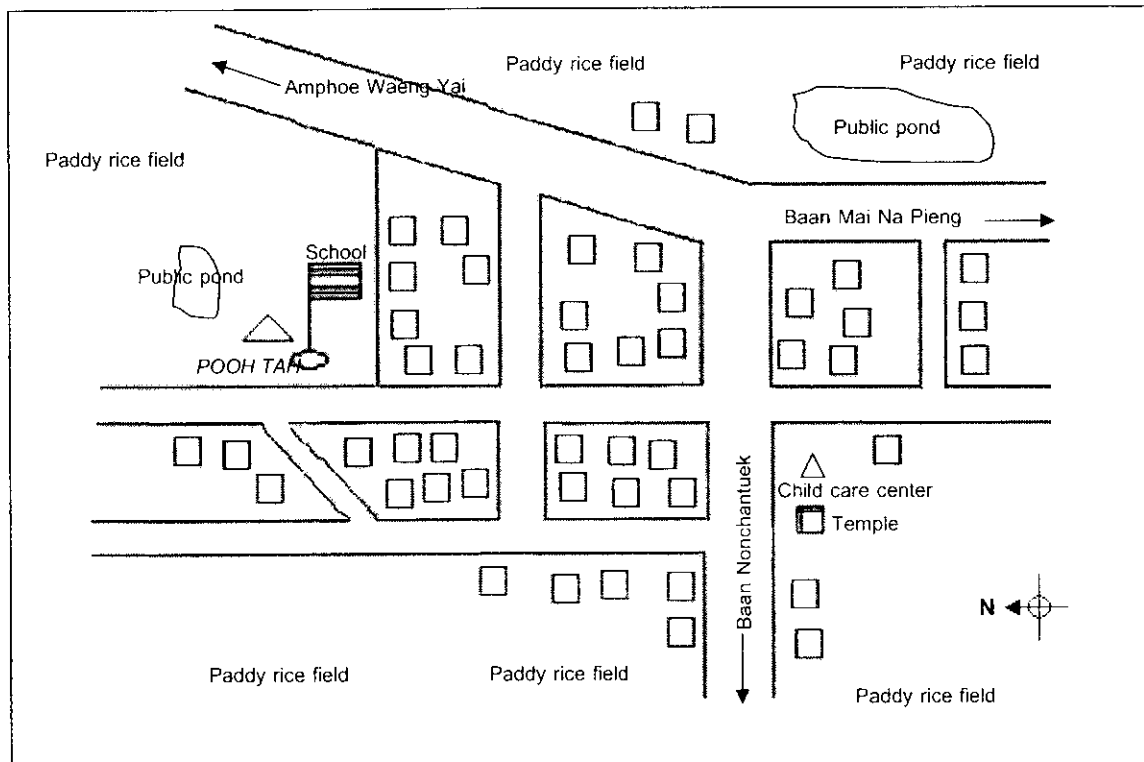 Paddy rice field
Paddy rice field
Amphoe Waeng Yai
Public pond
Paddy rice field
Baan Mai Na Pieng
School
Public pond
POOH TAH
Child care center
Temple
Baan Nonchantuek
N
Paddy rice field
Paddy rice field
Paddy rice field